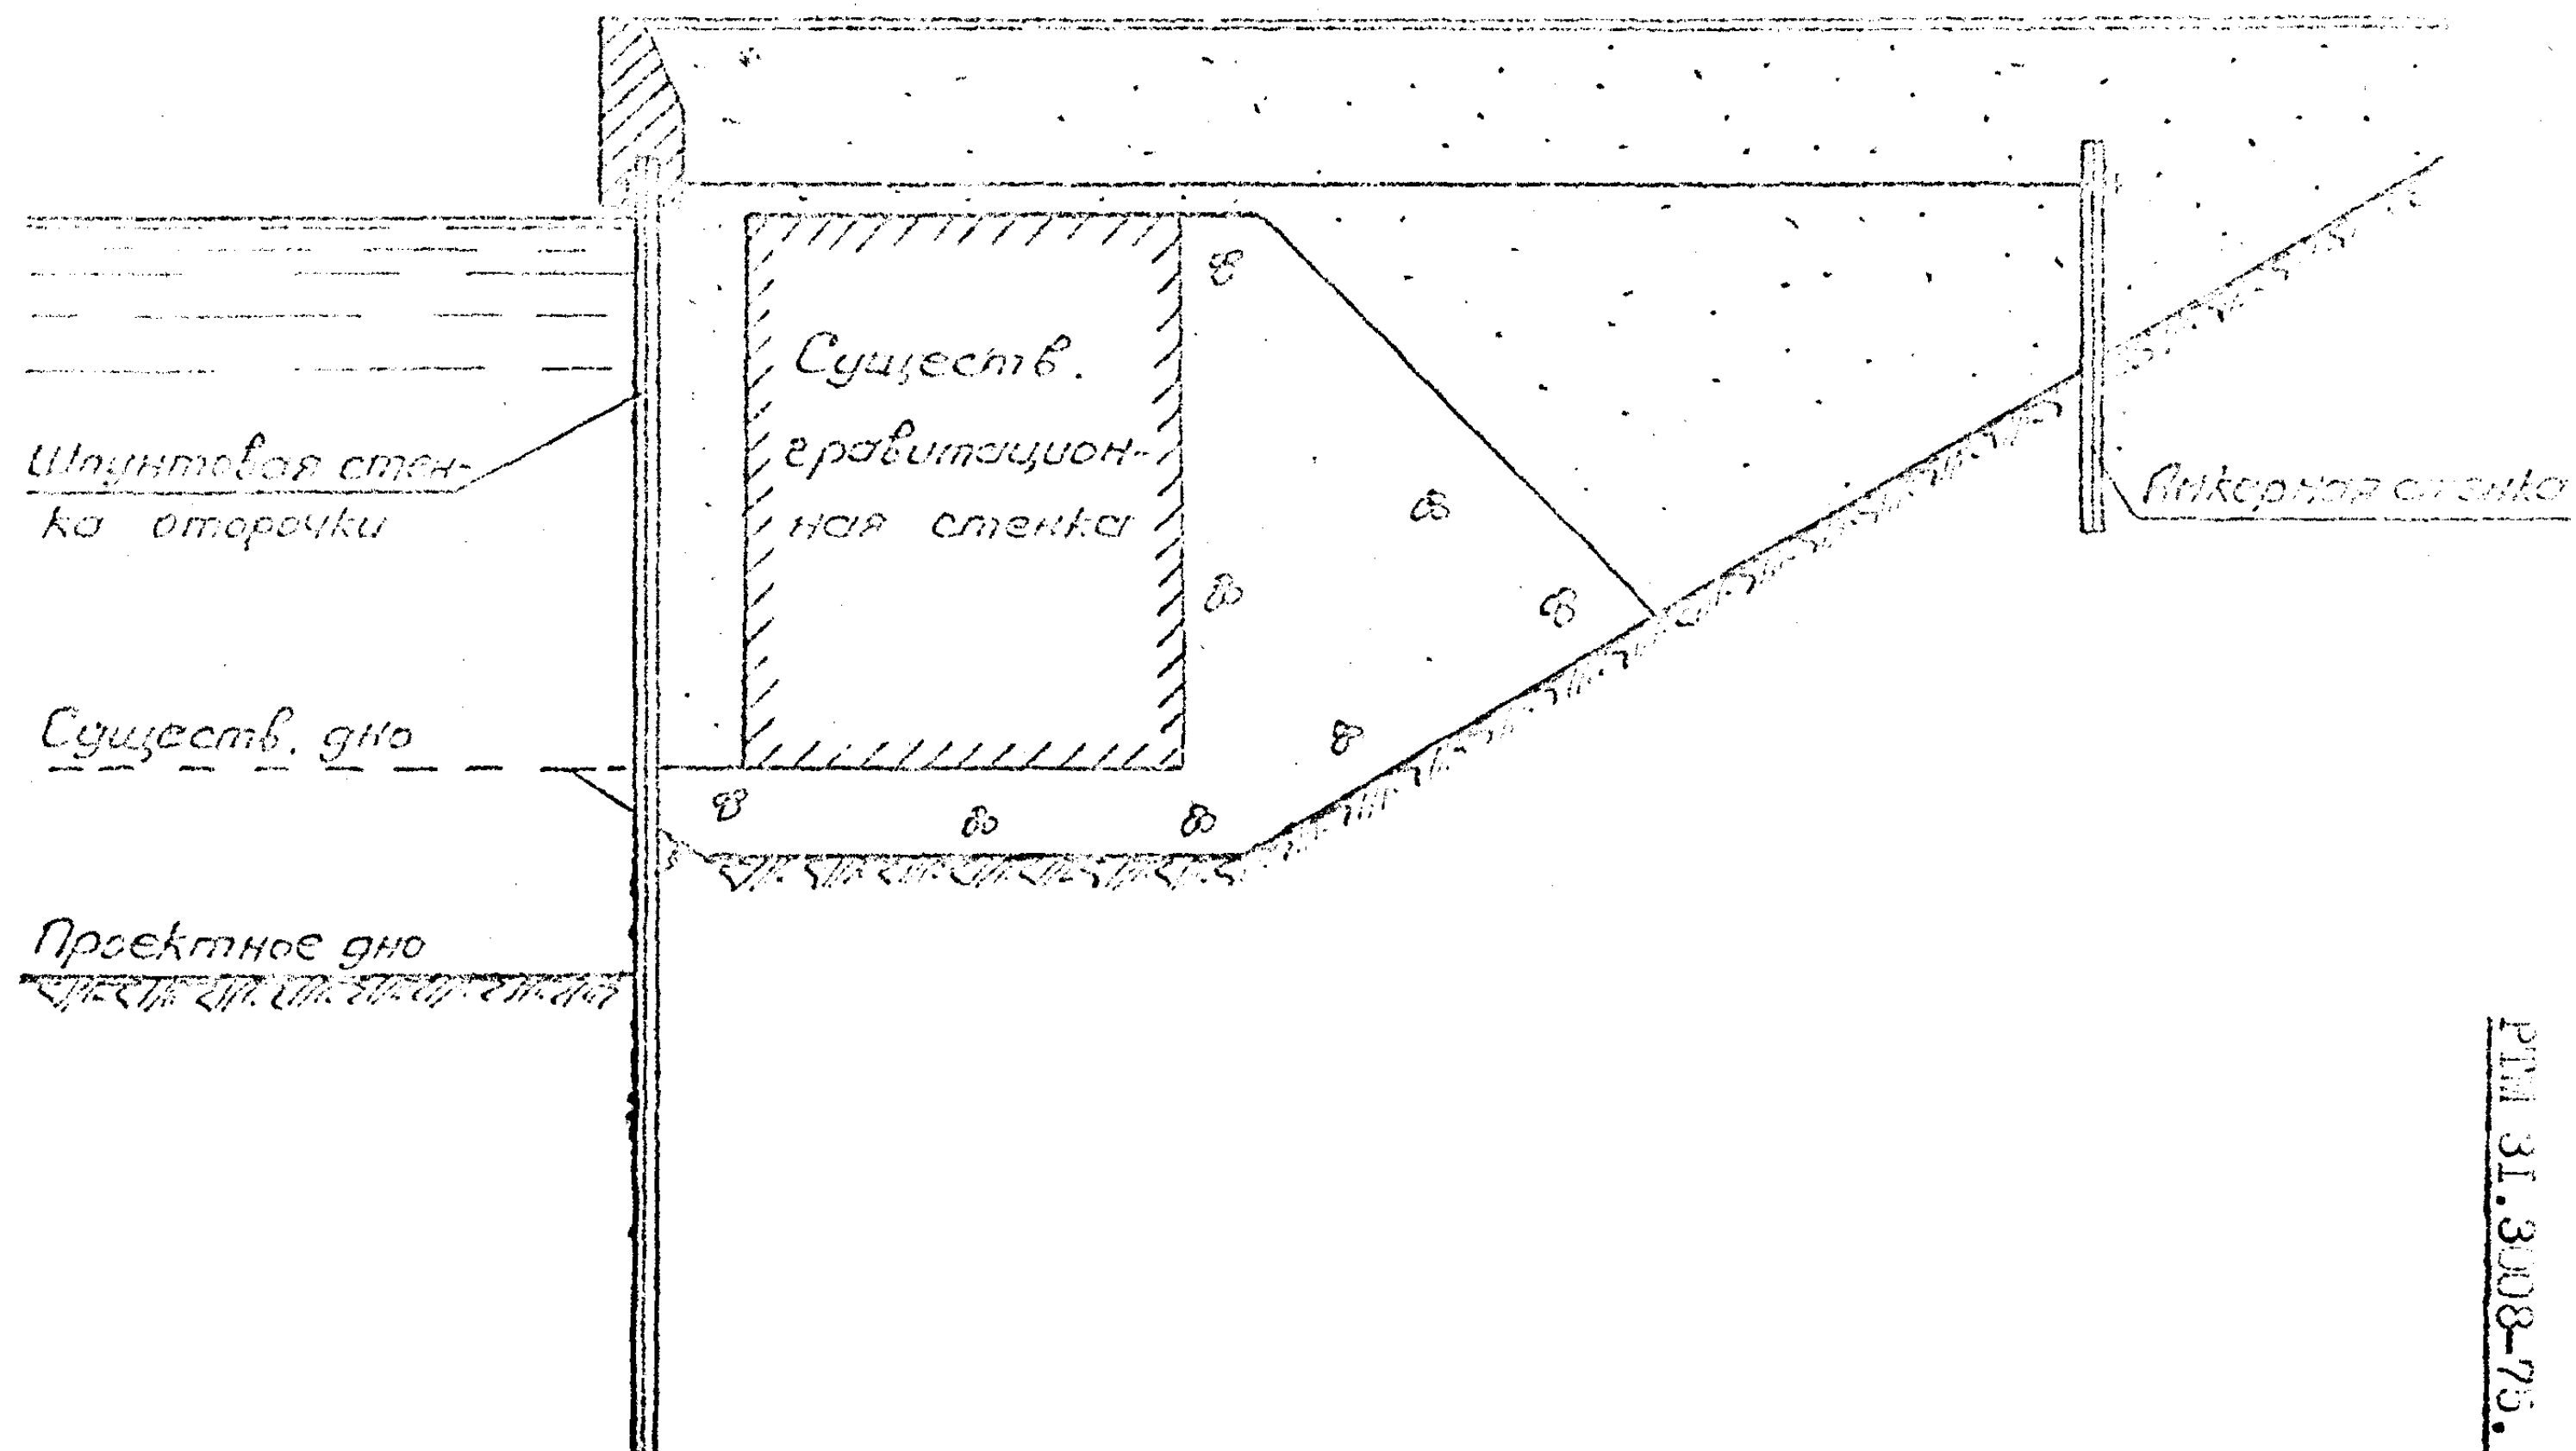 Существ.
гравитацион-
ная стенка
Шпунтовая стен-
ка оторочки
Анкерная стенка
Существ. дно
Проектное дно
РТМ 31.3008-75.